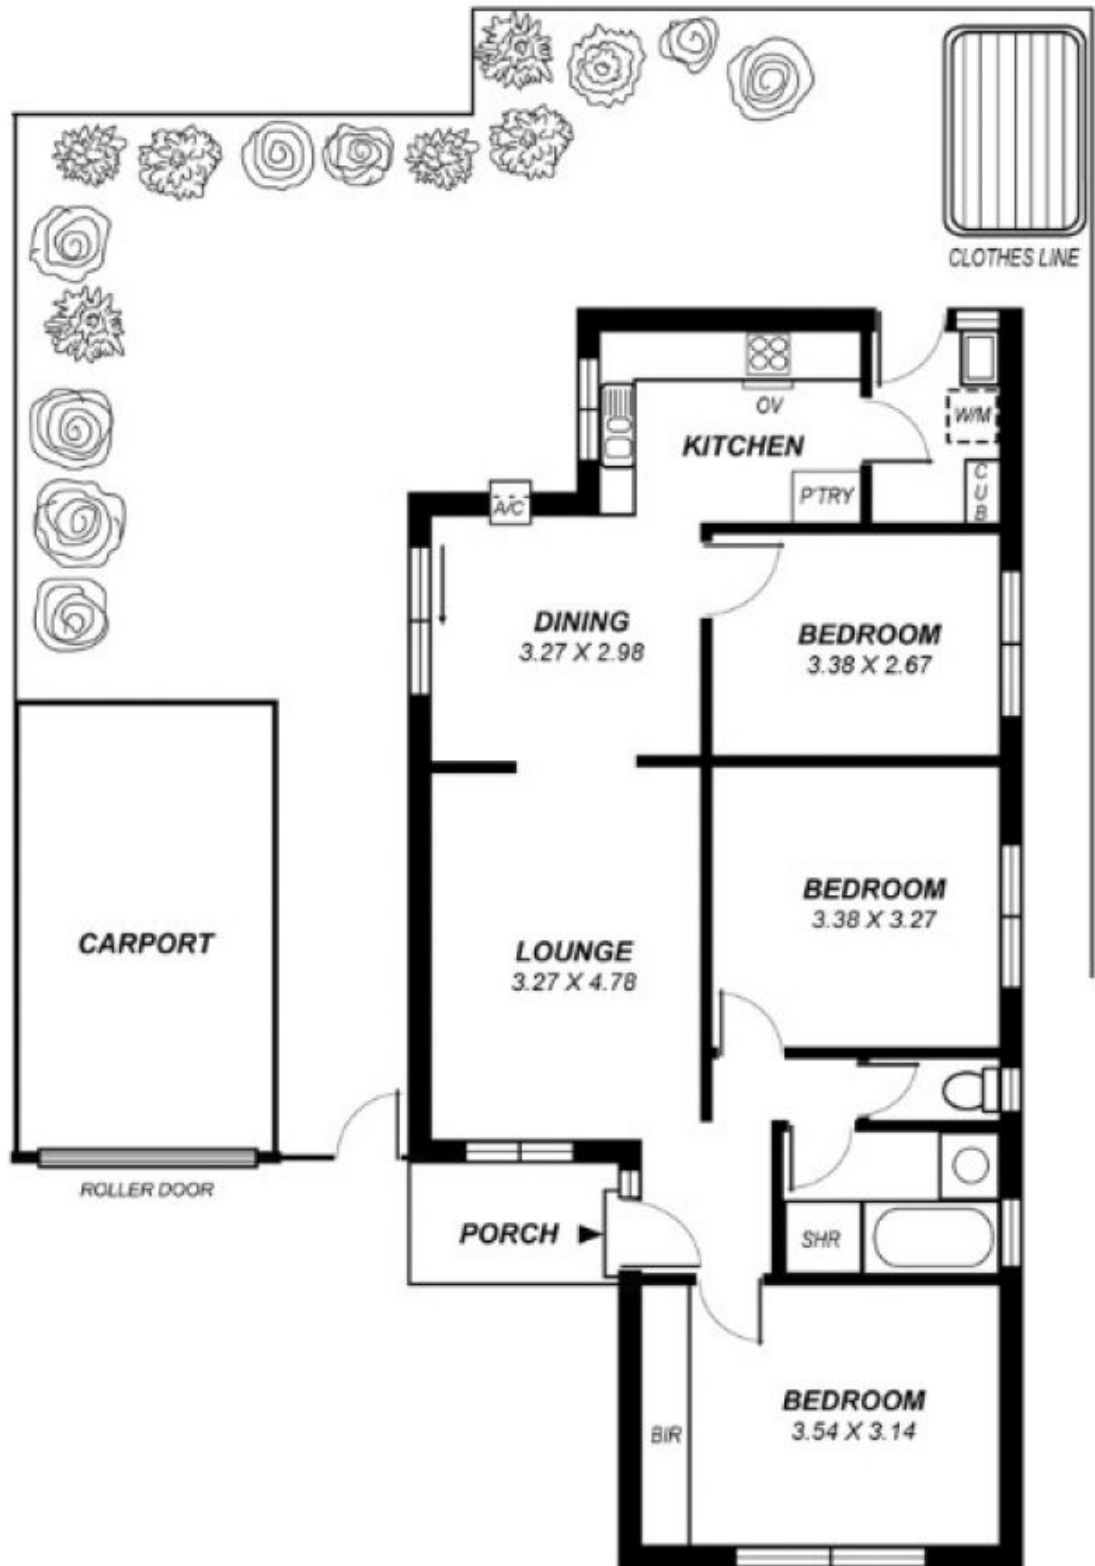 CLOTHES LINE
OV
W/M
KITCHEN
P'TRY
C
U
B
A/C
DINING
3.27 X 2.98
BEDROOM
3.38 X 2.67
BEDROOM
3.38 X 3.27
CARPORT
LOUNGE
3.27 X 4.78
ROLLER DOOR
PORCH
SHR
BEDROOM
3.54 X 3.14
BIR